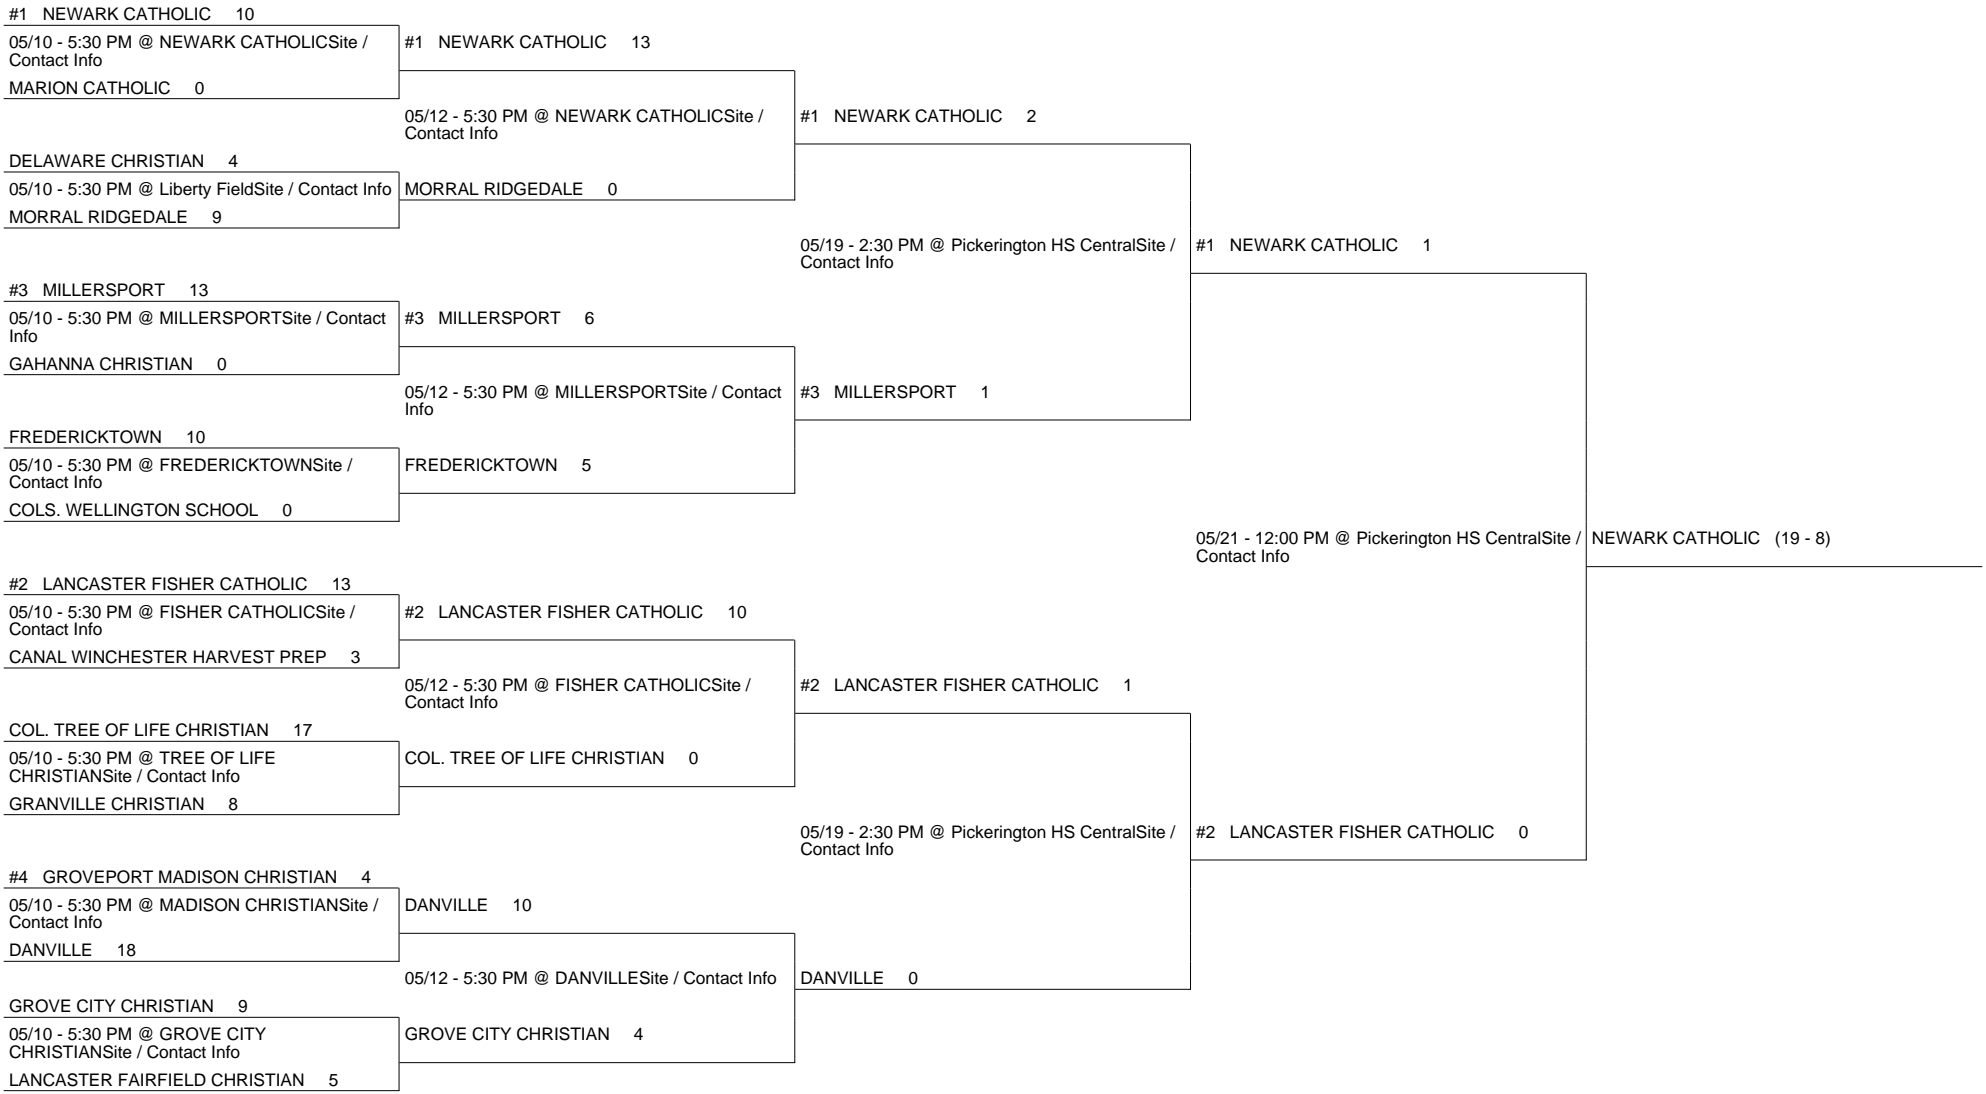 #1 NEWARK CATHOLIC 10
05/10 - 5:30 PM @ NEWARK CATHOLICSite /
Contact Info
MARION CATHOLIC 0
DELAWARE CHRISTIAN 4
05/10 - 5:30 PM @ Liberty FieldSite / Contact Info
MORRAL RIDGEDALE 9
#3 MILLERSPORT 13
05/10 - 5:30 PM @ MILLERSPORTSite / Contact
Info
GAHANNA CHRISTIAN 0
FREDERICKTOWN 10
05/10 - 5:30 PM @ FREDERICKTOWNSite /
Contact Info
COLS. WELLINGTON SCHOOL 0
#2 LANCASTER FISHER CATHOLIC 13
05/10 - 5:30 PM @ FISHER CATHOLICSite /
Contact Info
CANAL WINCHESTER HARVEST PREP 3
COL. TREE OF LIFE CHRISTIAN 17
05/10 - 5:30 PM @ TREE OF LIFE
CHRISTIANSite / Contact Info
GRANVILLE CHRISTIAN 8
#4 GROVEPORT MADISON CHRISTIAN 4
05/10 - 5:30 PM @ MADISON CHRISTIANSite /
Contact Info
DANVILLE 18
GROVE CITY CHRISTIAN 9
05/10 - 5:30 PM @ GROVE CITY
CHRISTIANSite / Contact Info
LANCASTER FAIRFIELD CHRISTIAN 5
#1 NEWARK CATHOLIC 13
05/12 - 5:30 PM @ NEWARK CATHOLICSite /
Contact Info
MORRAL RIDGEDALE 0
#3 MILLERSPORT 6
05/12 - 5:30 PM @ MILLERSPORTSite / Contact
Info
FREDERICKTOWN 5
#2 LANCASTER FISHER CATHOLIC 10
05/12 - 5:30 PM @ FISHER CATHOLICSite /
Contact Info
COL. TREE OF LIFE CHRISTIAN 0
DANVILLE 10
05/12 - 5:30 PM @ DANVILLESite / Contact Info
GROVE CITY CHRISTIAN 4
#1 NEWARK CATHOLIC 2
05/19 - 2:30 PM @ Pickerington HS CentralSite /
Contact Info
#3 MILLERSPORT 1
#2 LANCASTER FISHER CATHOLIC 1
05/19 - 2:30 PM @ Pickerington HS CentralSite /
Contact Info
DANVILLE 0
#1 NEWARK CATHOLIC 1
05/21 - 12:00 PM @ Pickerington HS CentralSite /
Contact Info
#2 LANCASTER FISHER CATHOLIC 0
NEWARK CATHOLIC (19 - 8)